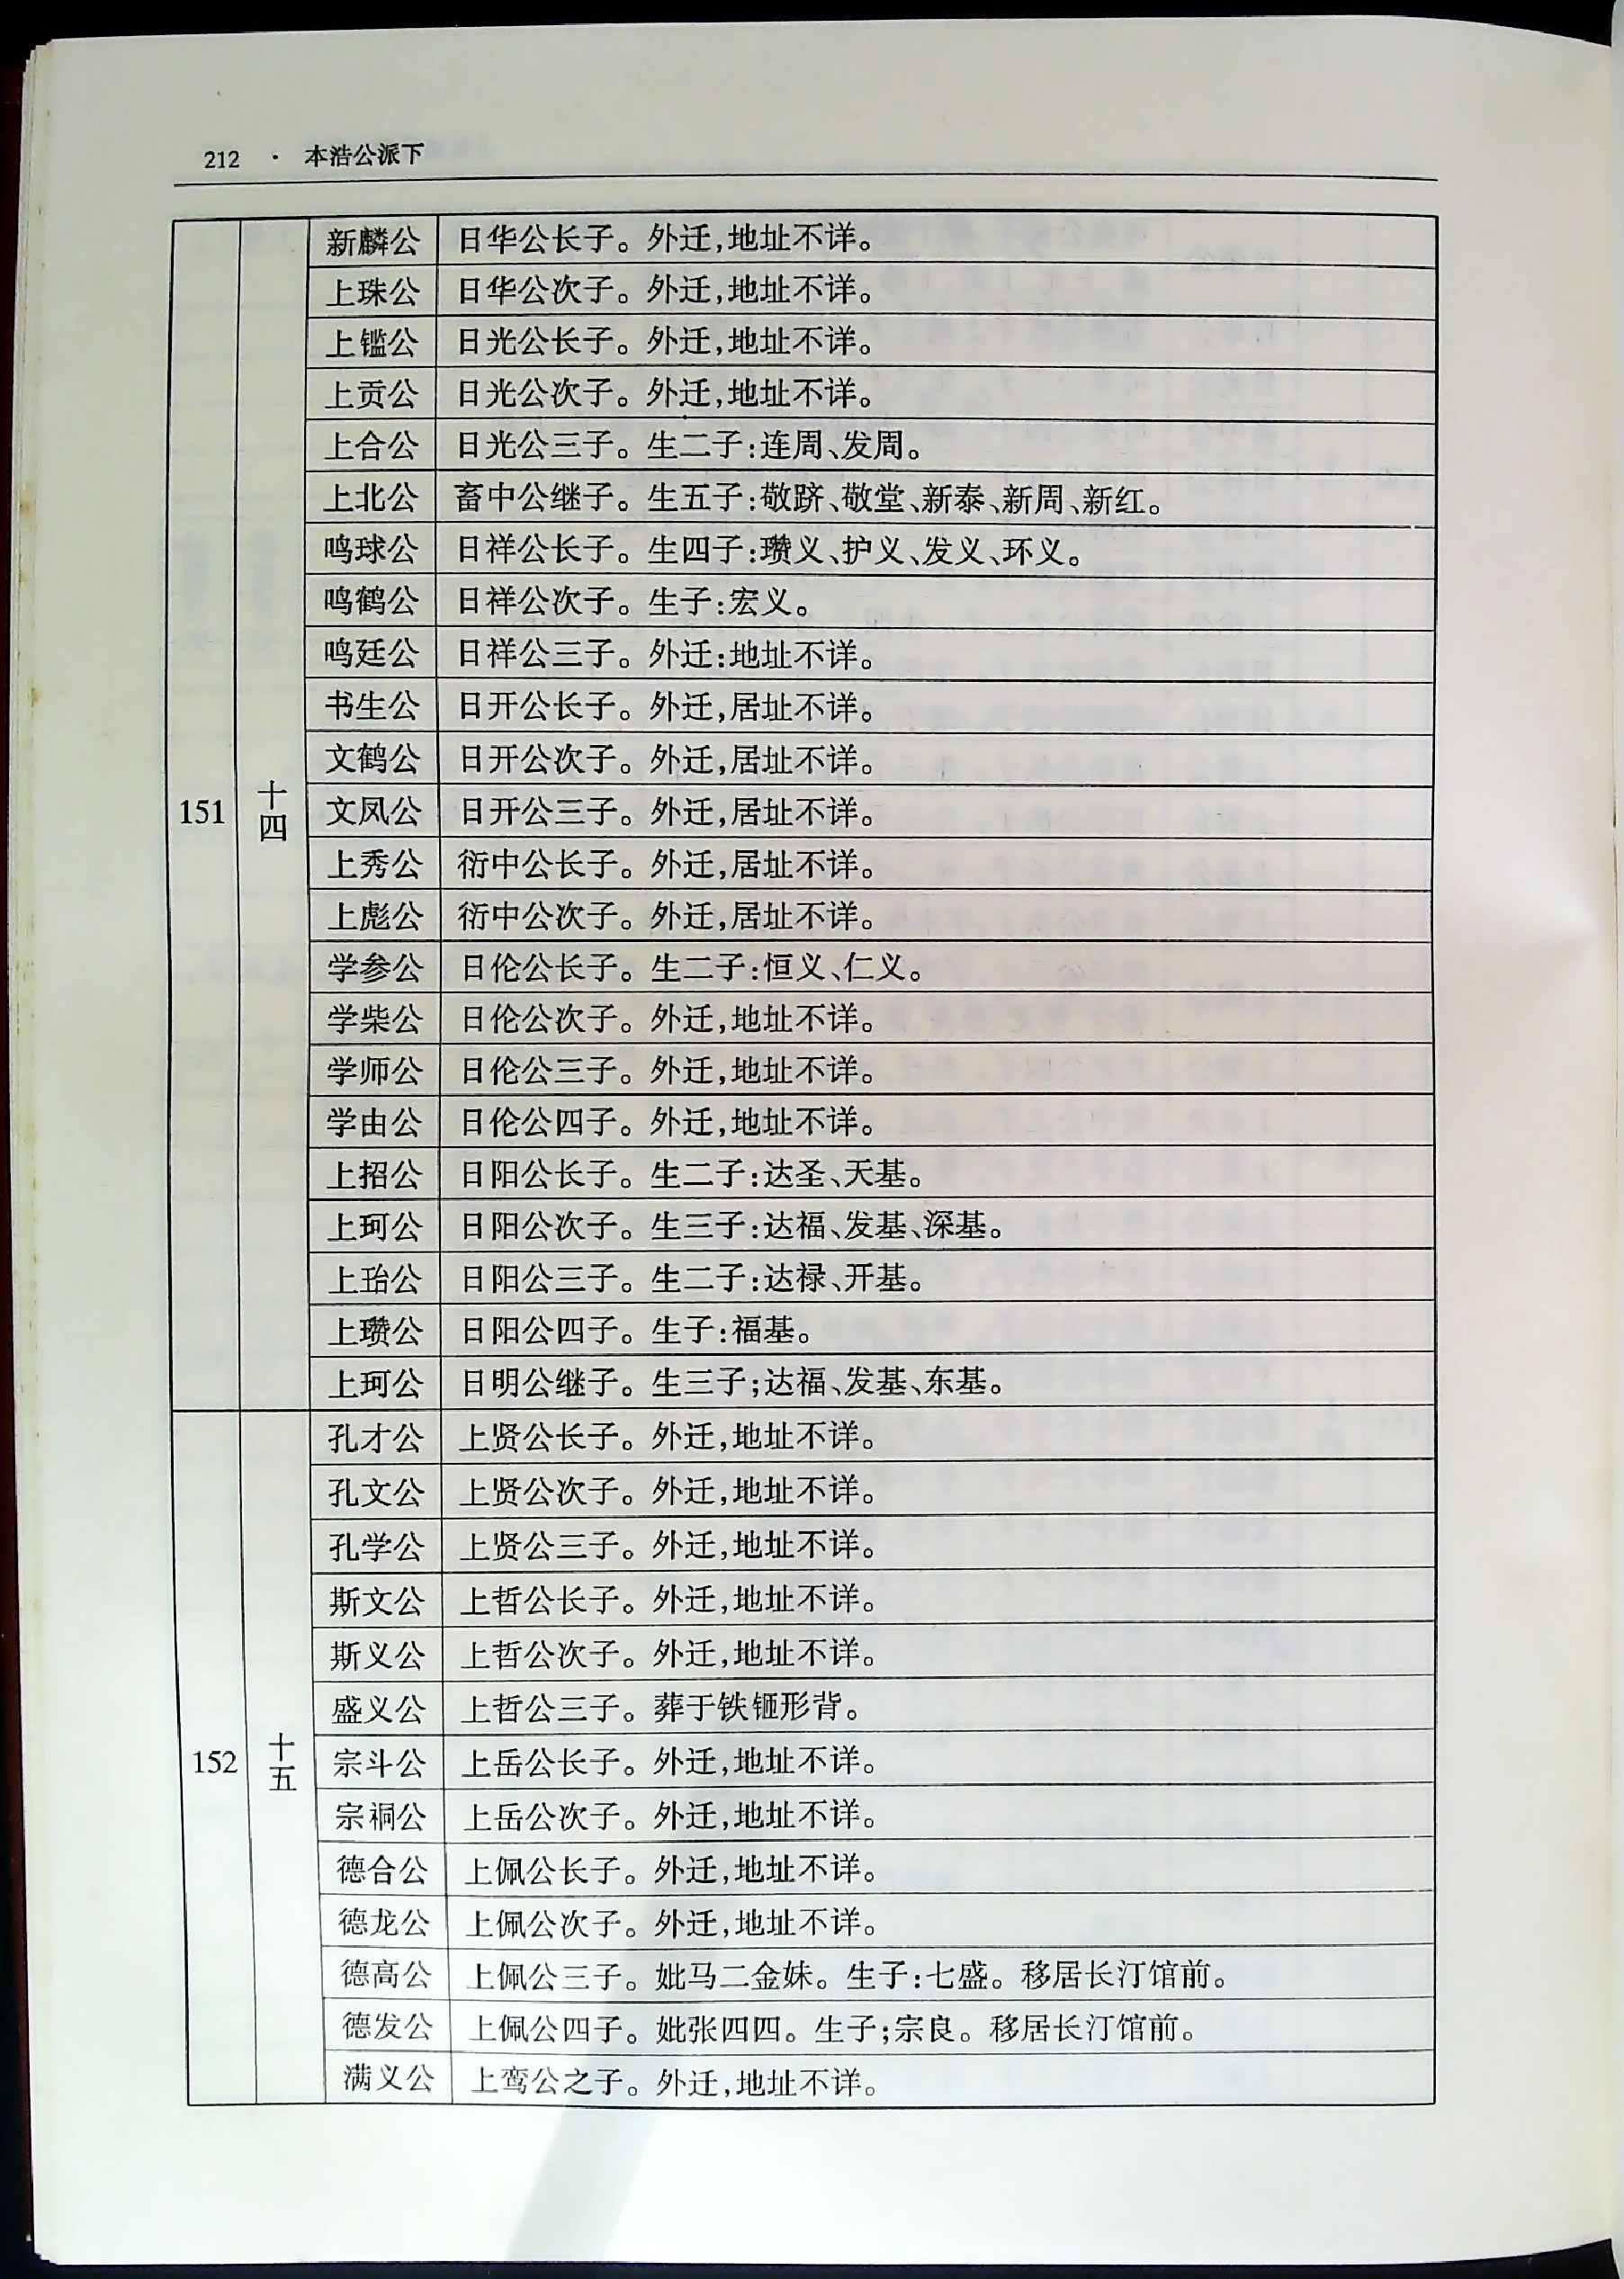 212 · 本浩公派下
新麟公 日华公长子。外迁,地址不详。
上珠公 日华公次子。外迁,地址不详。
上𬭚公 日光公长子。外迁,地址不详。
上贡公 日光公次子。外迁,地址不详。
上合公 日光公三子。生二子:连周、发周。
上北公 畜中公继子。生五子:敬跻、敬堂、新泰、新周、新红。
鸣球公 日祥公长子。生四子:瓒义、护义、发义、环义。
鸣鹤公 日祥公次子。生子:宏义。
鸣廷公 日祥公三子。外迁:地址不详。
书生公 日开公长子。外迁,居址不详。
文鹤公 日开公次子。外迁,居址不详。
151 十四 文凤公 日开公三子。外迁,居址不详。
上秀公 衍中公长子。外迁,居址不详。
上彪公 衍中公次子。外迁,居址不详。
学参公 日伦公长子。生二子:恒义、仁义。
学柴公 日伦公次子。外迁,地址不详。
学师公 日伦公三子。外迁,地址不详。
学由公 日伦公四子。外迁,地址不详。
上招公 日阳公长子。生二子:达圣、天基。
上珂公 日阳公次子。生三子:达福、发基、深基。
上珆公 日阳公三子。生二子:达禄、开基。
上瓒公 日阳公四子。生子:福基。
上珂公 日明公继子。生三子;达福、发基、东基。
孔才公 上贤公长子。外迁,地址不详。
孔文公 上贤公次子。外迁,地址不详。
孔学公 上贤公三子。外迁,地址不详。
斯文公 上哲公长子。外迁,地址不详。
斯义公 上哲公次子。外迁,地址不详。
盛义公 上哲公三子。葬于铁钷形背。
152 十五 宗斗公 上岳公长子。外迁,地址不详。
宗祠公 上岳公次子。外迁,地址不详。
德合公 上佩公长子。外迁,地址不详。
德龙公 上佩公次子。外迁,地址不详。
德高公 上佩公三子。妣马二金妹。生子:七盛。移居长汀馆前。
德发公 上佩公四子。妣张四四。生子;宗良。移居长汀馆前。
满义公 上鸾公之子。外迁,地址不详。